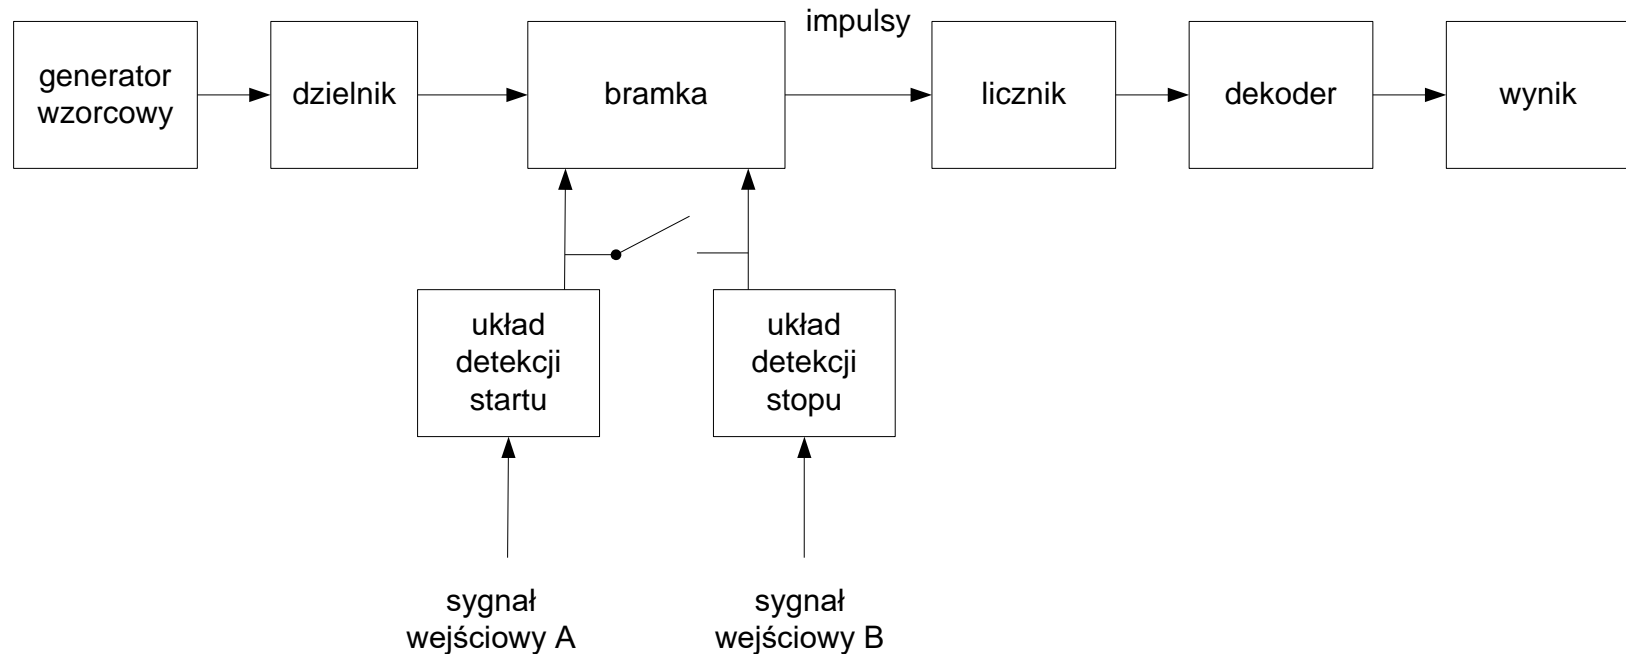 impulsy
generator
wzorcowy
dzielnik
bramka
licznik
dekoder
wynik
układ
detekcji
startu
układ
detekcji
stopu
sygnał
wejściowy A
sygnał
wejściowy B